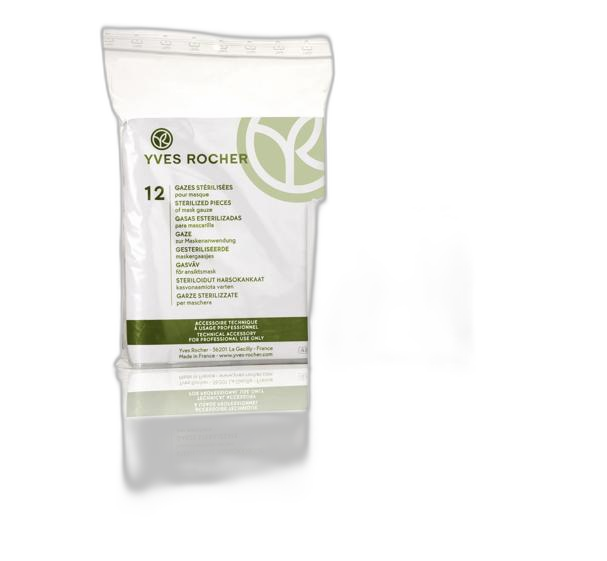 YVES ROCHER
12
GAZES STÉRILISÉES
pour masque
STERILIZED PIECES
of mask gauze
GASAS ESTERILIZADAS
para mascarilla
GAZE
zur Maskenanwendung
GESTERILISEERDE
maskergaasjes
GASVÄV
för ansiktsmask
STERILOIDUT HARSOKANKAAT
kasvonaamiota varten
GARZE STERILIZZATE
per maschera
ACCESSOIRE TECHNIQUE
À USAGE PROFESSIONNEL
TECHNICAL ACCESSORY
FOR PROFESSIONAL USE ONLY
Yves Rocher - 56201 La Gacilly - France
Made in France - www.yves-rocher.com